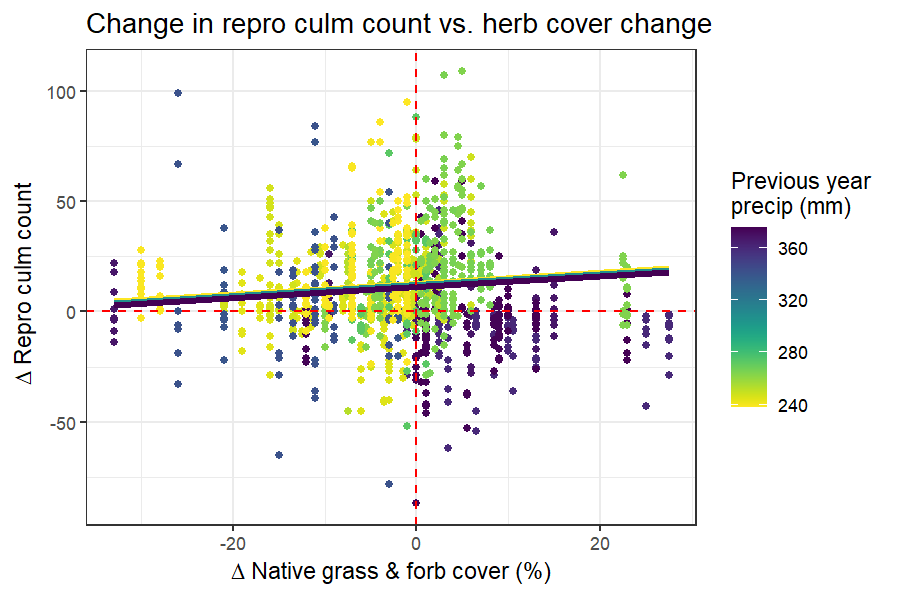 Change in repro culm count vs. herb cover change
Δ Repro culm count
100
50
0
-50
-20
0
20
Δ Native grass & forb cover (%)
Previous year
precip (mm)
360
320
280
240